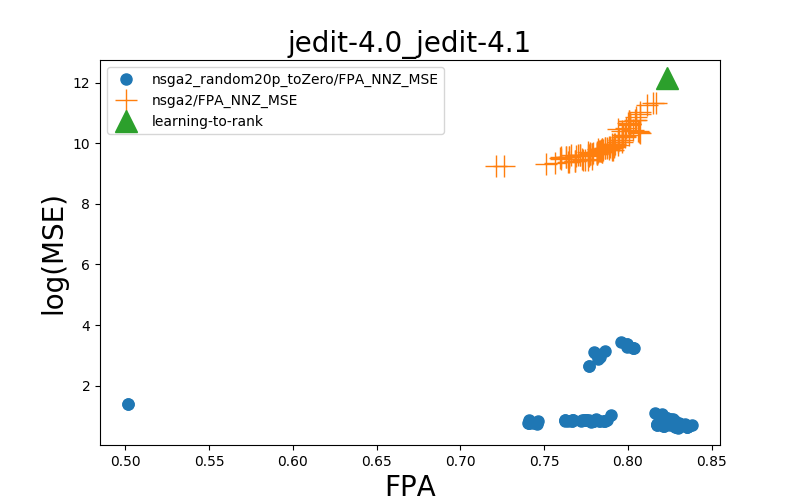 jedit-4.0_jedit-4.1
nsga2_random20p_toZero/FPA_NNZ_MSE
nsga2/FPA_NNZ_MSE
learning-to-rank
log(MSE)
12
10
8
6
4
2
0.50 0.55 0.60 0.65 0.70 0.75 0.80 0.85
FPA